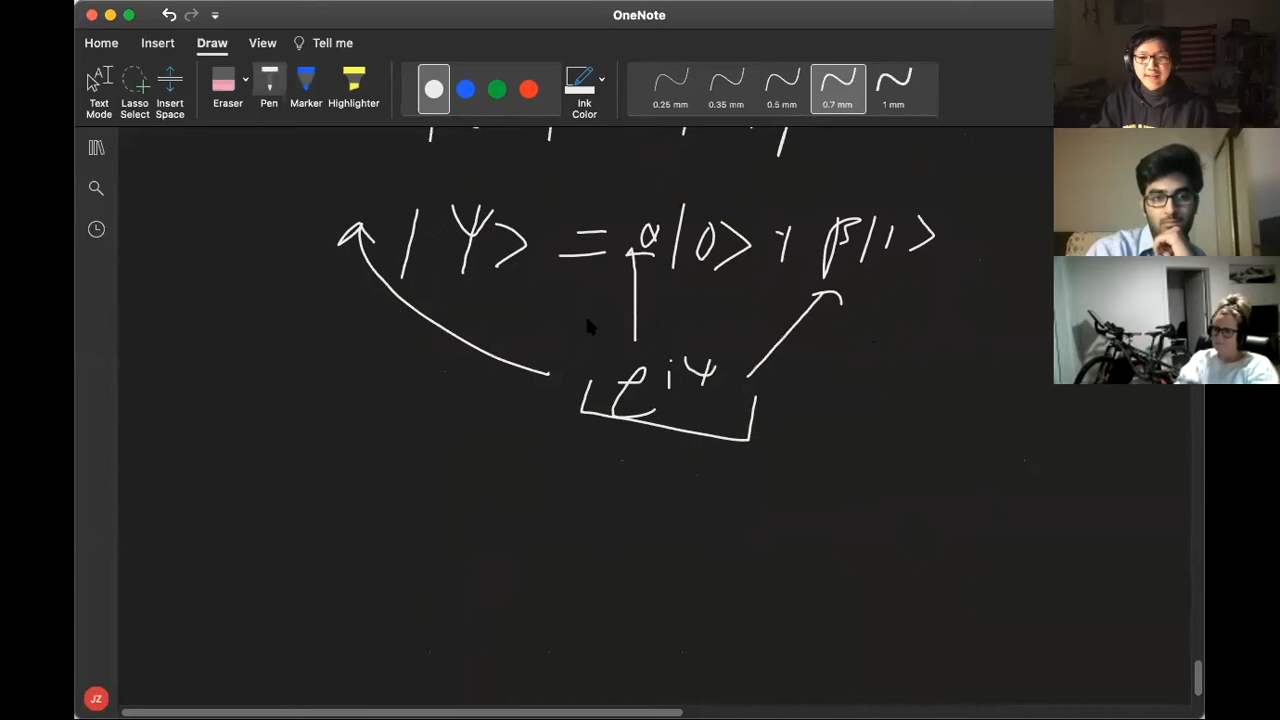 OneNote
Home Insert Draw View Tell me
Text Mode
Lasso Select
Insert Space
Eraser
Pen
Marker
Highlighter
Ink Color
0.25 mm
0.35 mm
0.5 mm
0.7 mm
1 mm
|ψ> = α|0> + β|1>
e^{iψ}
JZ